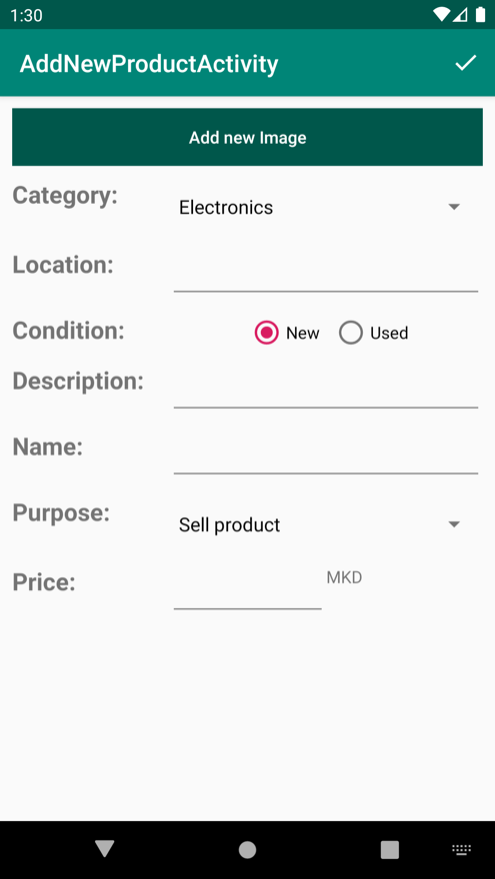 1:30
AddNewProductActivity
Add new Image
Category:
Electronics
Location:
Condition:
New
Used
Description:
Name:
Purpose:
Sell product
Price:
MKD